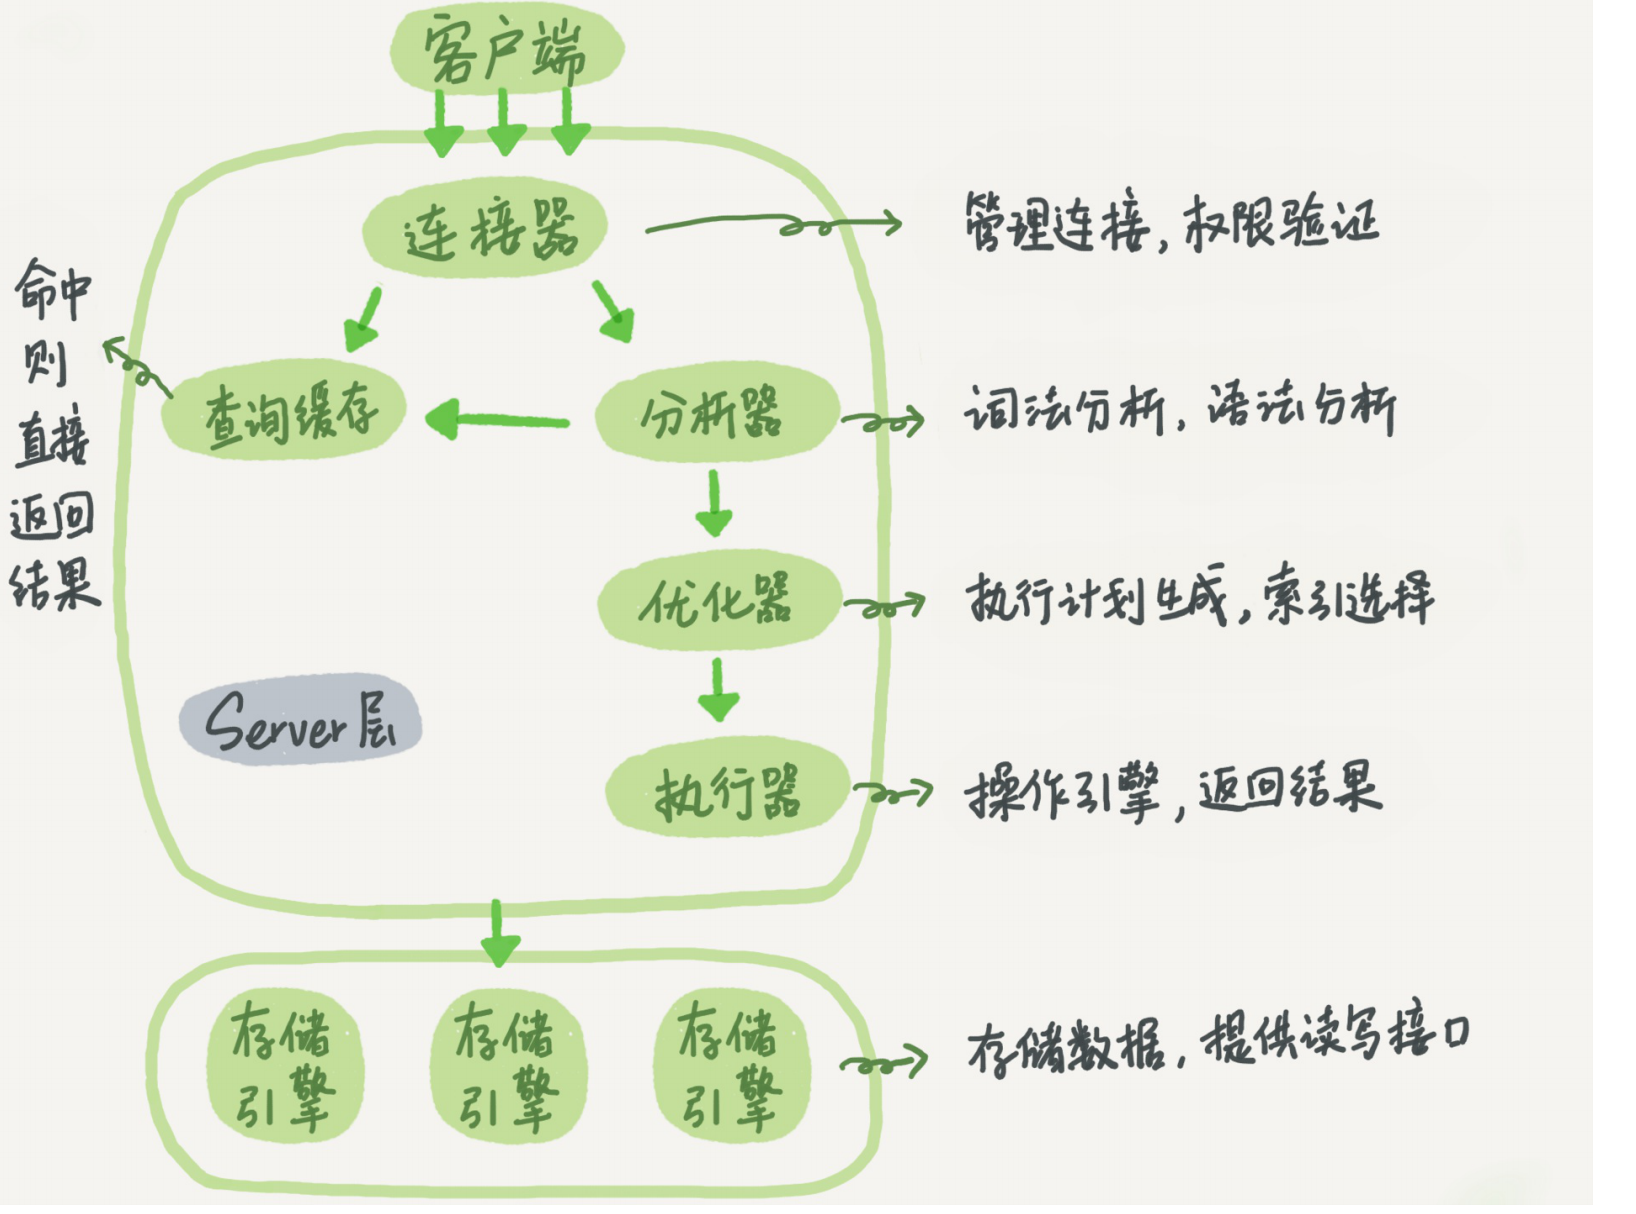 客户端
连接器
管理连接，权限验证
命中
则
直接
返回
结果
查询缓存
分析器
词法分析，语法分析
优化器
执行计划生成，索引选择
Server层
执行器
操作引擎，返回结果
存储
引擎
存储
引擎
存储
引擎
存储数据，提供读写接口